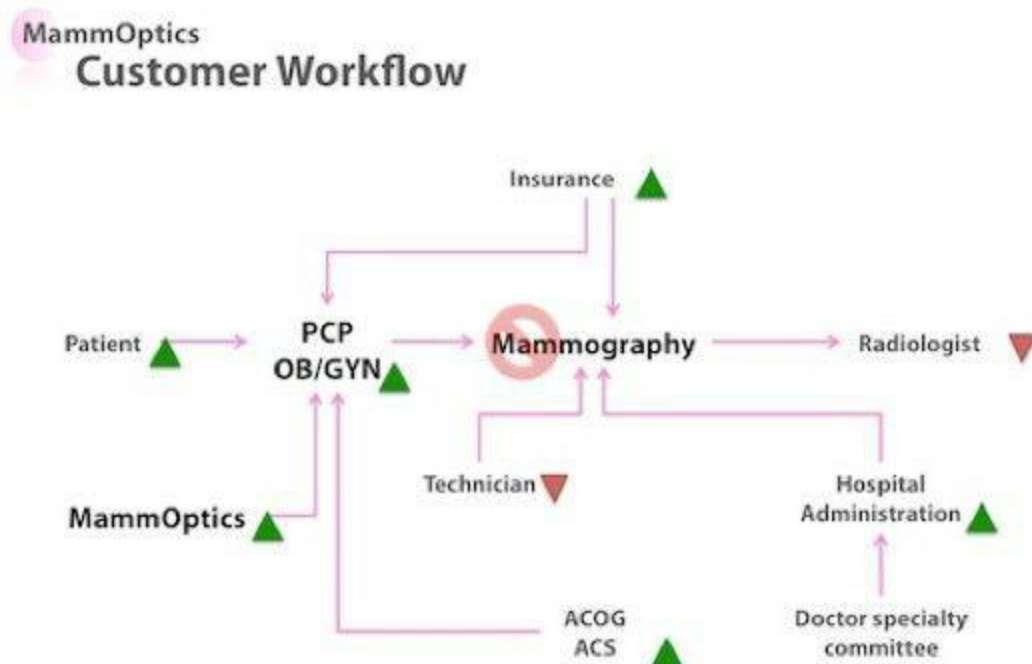 MammOptics
Customer Workflow
Insurance
Patient
PCP
OB/GYN
Mammography
Radiologist
Technician
Hospital
Administration
MammOptics
ACOG
ACS
Doctor specialty
committee